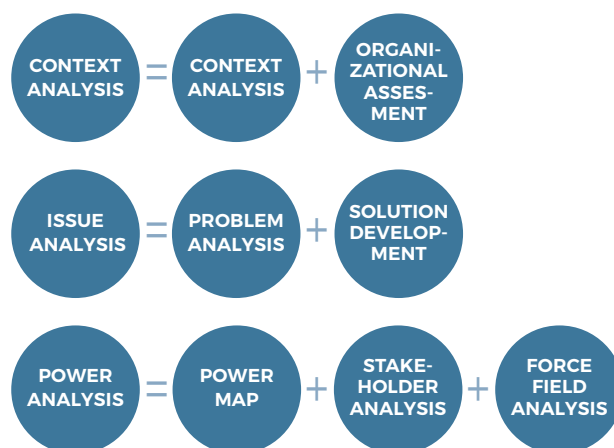 CONTEXT
ANALYSIS
=
CONTEXT
ANALYSIS
+
ORGANI-
ZATIONAL
ASSES-
MENT
ISSUE
ANALYSIS
=
PROBLEM
ANALYSIS
+
SOLUTION
DEVELOP-
MENT
POWER
ANALYSIS
=
POWER
MAP
+
STAKE-
HOLDER
ANALYSIS
+
FORCE
FIELD
ANALYSIS